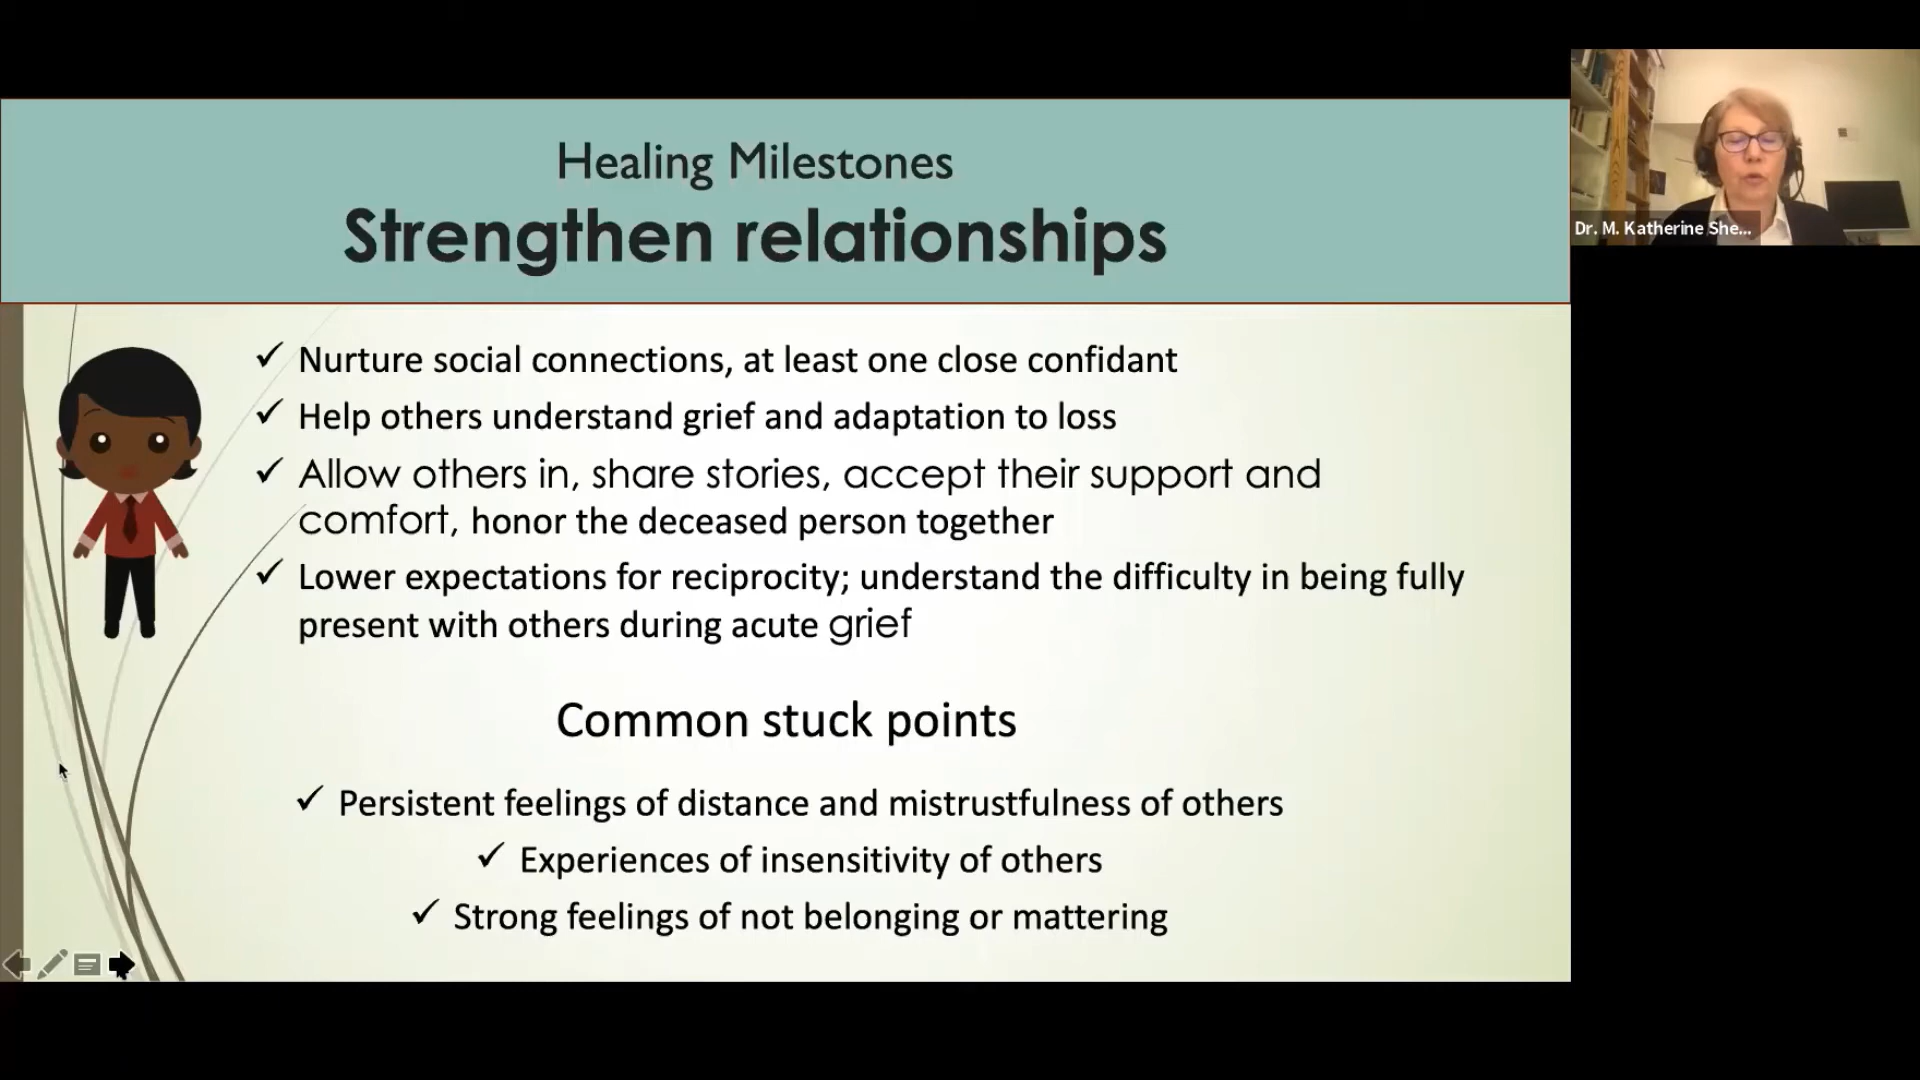 Healing Milestones
Strengthen relationships
Dr. M. Katherine She...
✓ Nurture social connections, at least one close confidant
✓ Help others understand grief and adaptation to loss
✓ Allow others in, share stories, accept their support and
comfort, honor the deceased person together
✓ Lower expectations for reciprocity; understand the difficulty in being fully
present with others during acute grief
Common stuck points
✓ Persistent feelings of distance and mistrustfulness of others
✓ Experiences of insensitivity of others
✓ Strong feelings of not belonging or mattering